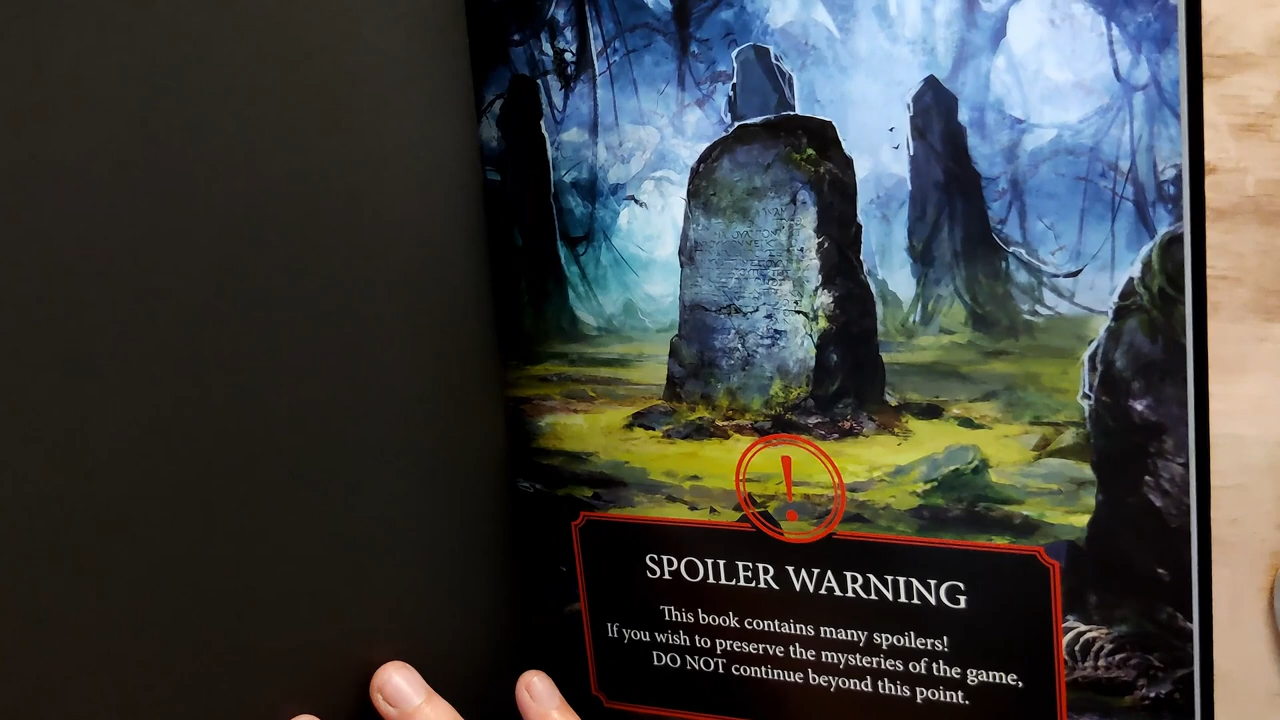 !
SPOILER WARNING
This book contains many spoilers!
If you wish to preserve the mysteries of the game,
DO NOT continue beyond this point.